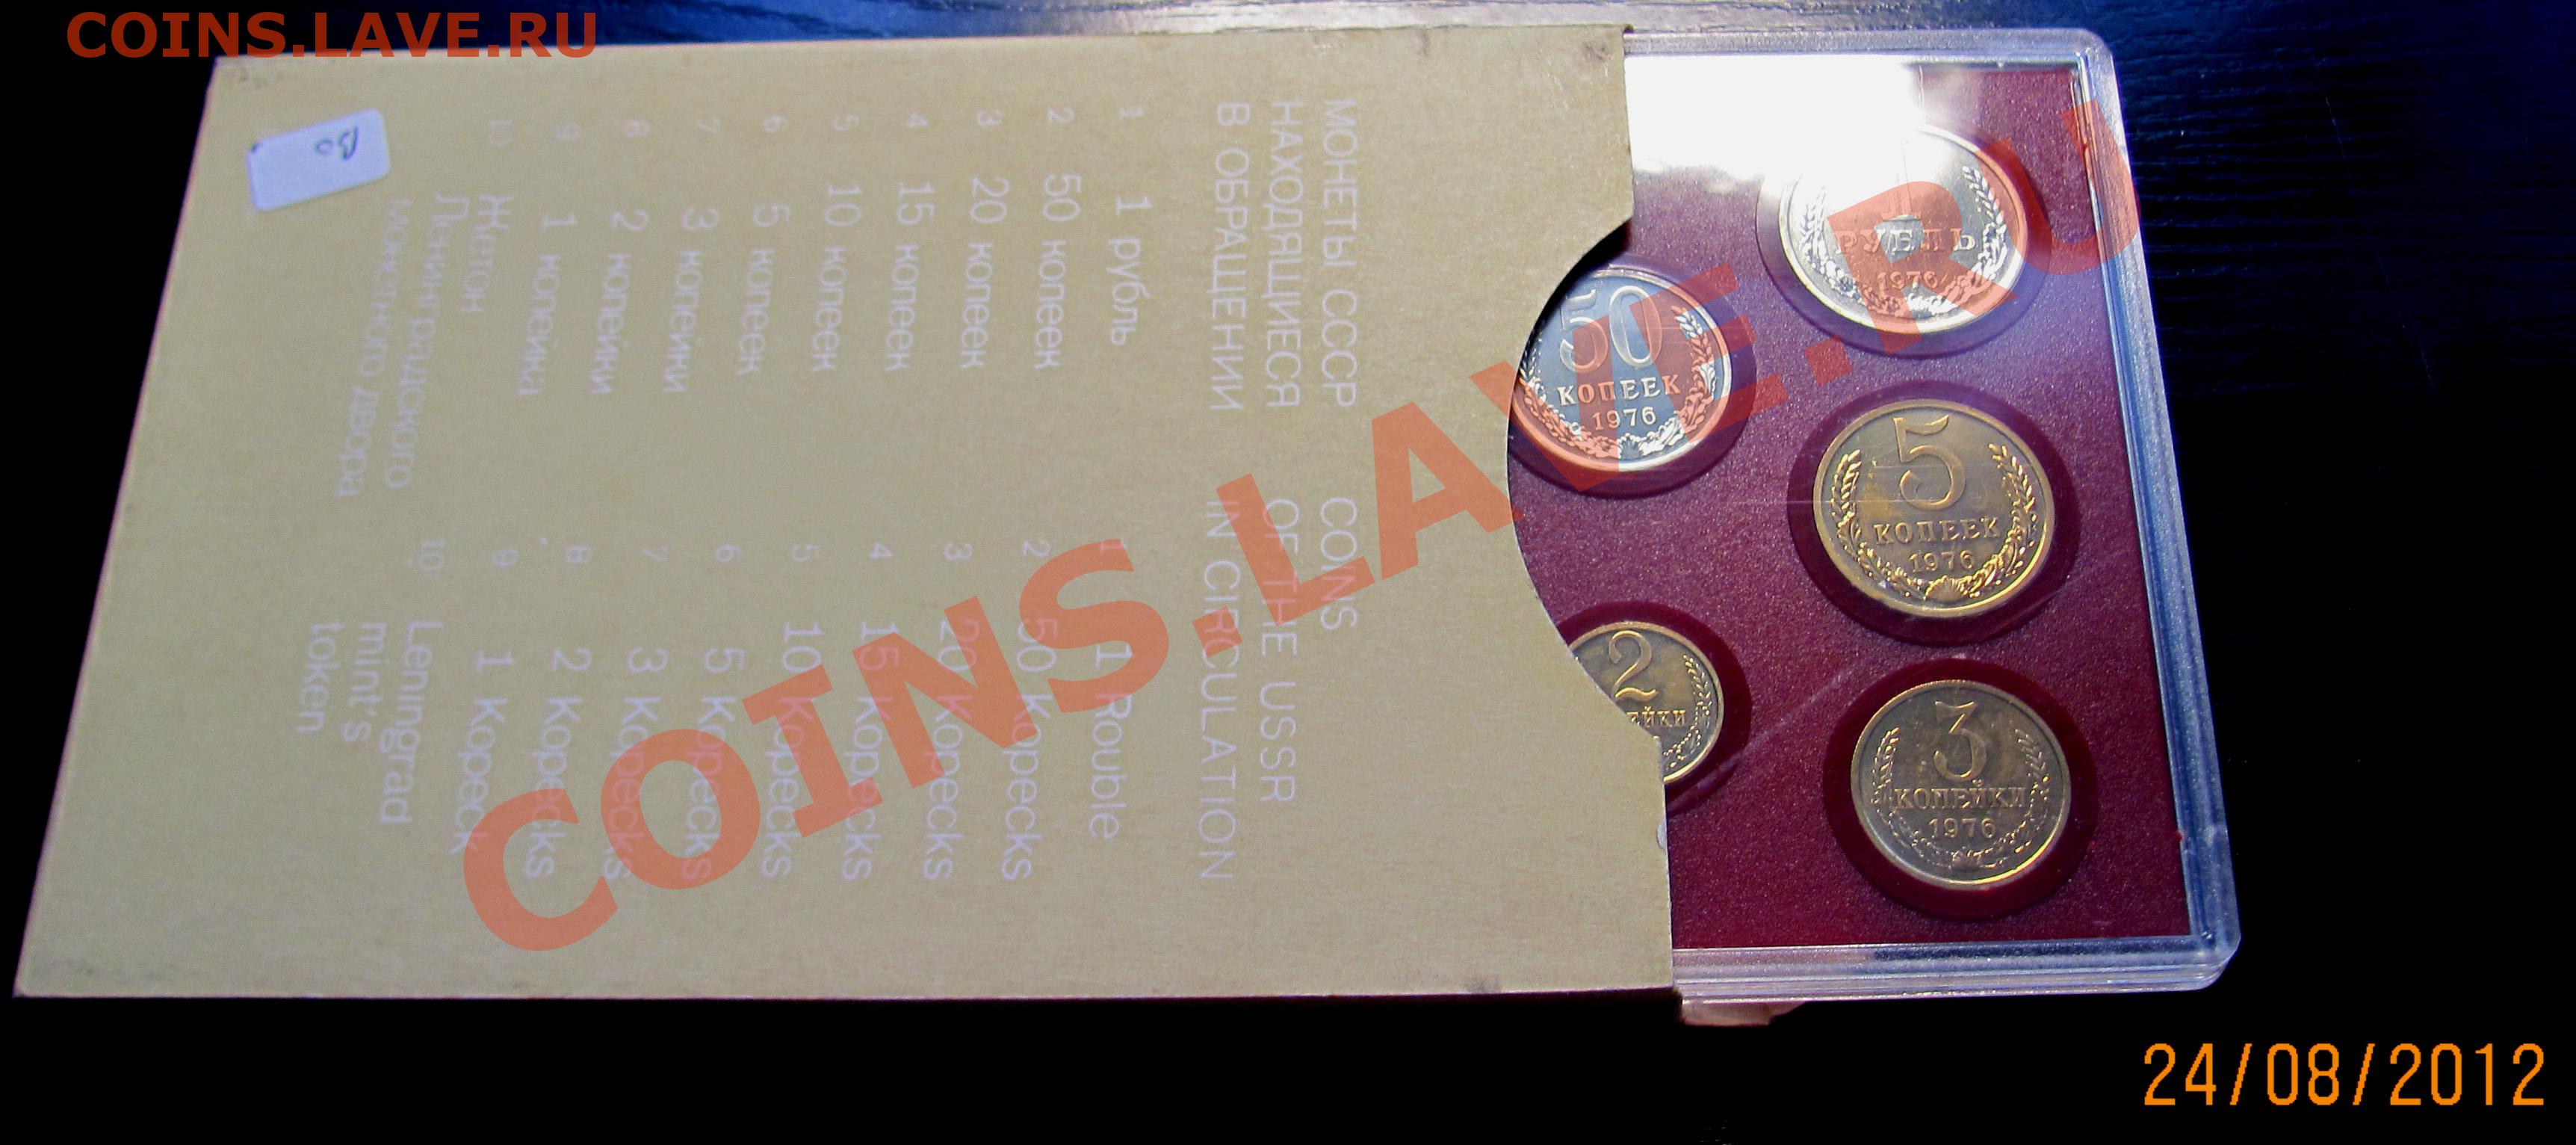 COINS.LAVE.RU
МОНЕТЫ СССР
НАХОДЯЩИЕСЯ
В ОБРАЩЕНИИ
1 1 рубль
2 50 копеек
3 20 копеек
4 15 копеек
5 10 копеек
6 5 копеек
7 3 копейки
8 2 копейки
9 1 копейка
10 Жетон
Ленинградского
монетного двора
COINS
OF THE USSR
IN CIRCULATION
1 1 Rouble
2 50 Kopecks
3 20 Kopecks
4 15 Kopecks
5 10 Kopecks
6 5 Kopecks
7 3 Kopecks
8 2 Kopecks
9 1 Kopeck
10 Leningrad
mint's
token
1
РУБЛЬ
1976
50
КОПЕЕК
1976
5
КОПЕЕК
1976
2
ЕЙКИ
3
КОПЕЙКИ
1976
COINS.LAVE.RU
24/08/2012